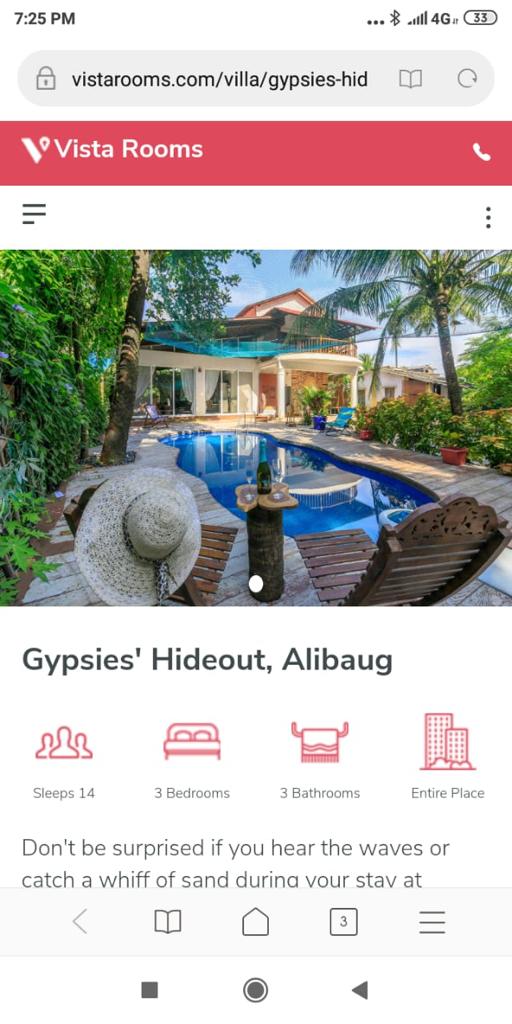 7:25 PM
4G
33
vistarooms.com/villa/gypsies-hid
Vista Rooms
Gypsies' Hideout, Alibaug
Sleeps 14
3 Bedrooms
3 Bathrooms
Entire Place
Don't be surprised if you hear the waves or
catch a whiff of sand during your stay at
3